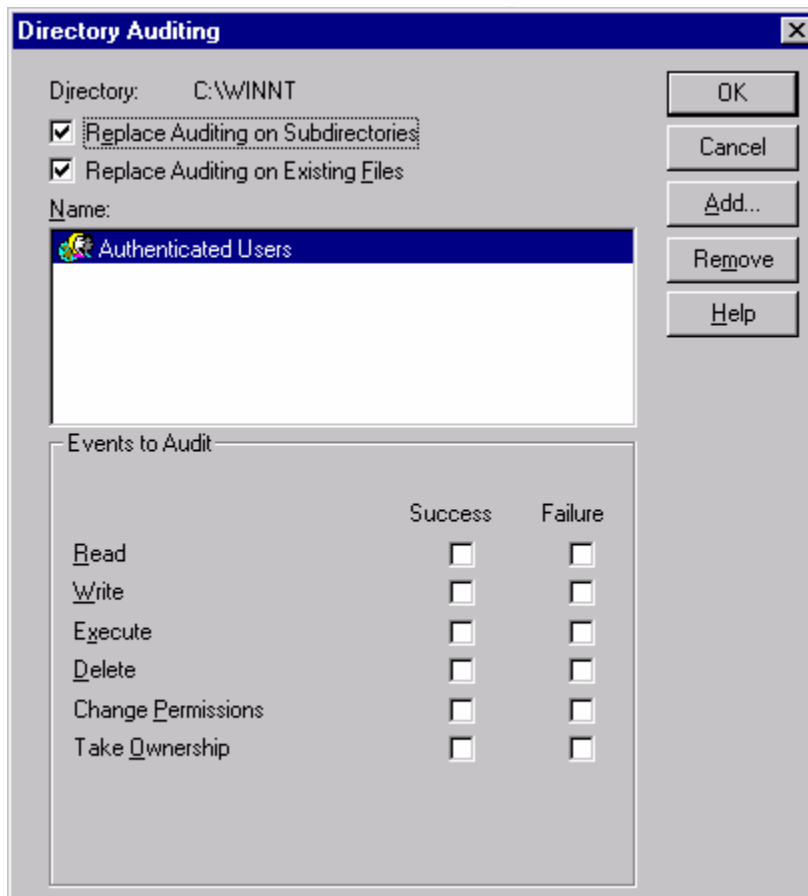 Directory Auditing
Directory: C:\WINNT
Replace Auditing on Subdirectories
Replace Auditing on Existing Files
Name:
Authenticated Users
OK
Cancel
Add...
Remove
Help
Events to Audit
Success Failure
Read
Write
Execute
Delete
Change Permissions
Take Ownership